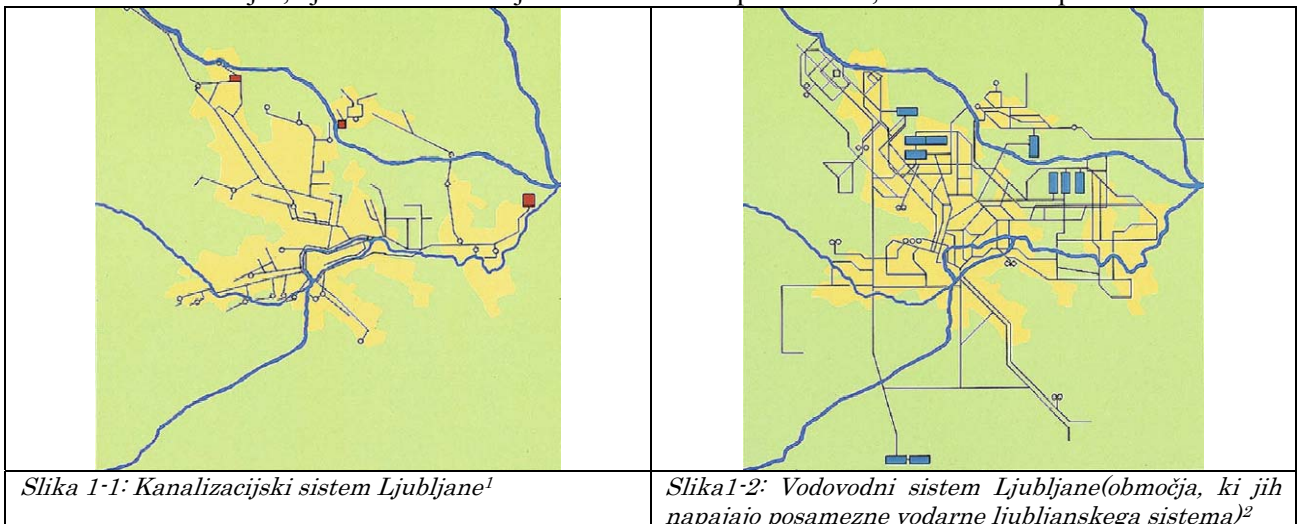 Slika 1-1: Kanalizacijski sistem Ljubljane1
Slika1-2: Vodovodni sistem Ljubljane(območja, ki jih
napajajo posamezne vodarne ljubljanskega sistema)2